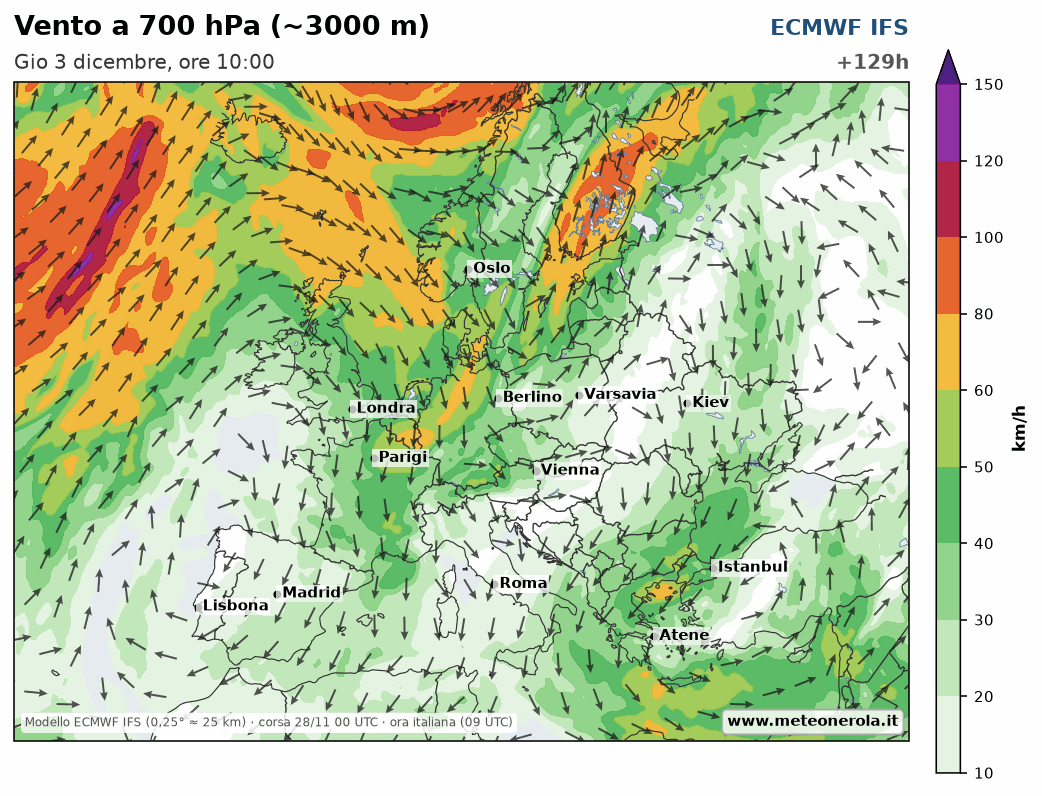 Vento a 700 hPa (~3000 m)
ECMWF IFS
Gio 3 dicembre, ore 10:00
+129h
150
120
100
80
60
50
40
30
20
10
km/h
Oslo
Londra
Berlino
Varsavia
Kiev
Parigi
Vienna
Istanbul
Roma
Madrid
Lisbona
Atene
Modello ECMWF IFS (0,25° ≈ 25 km) · corsa 28/11 00 UTC · ora italiana (09 UTC)
www.meteonerola.it